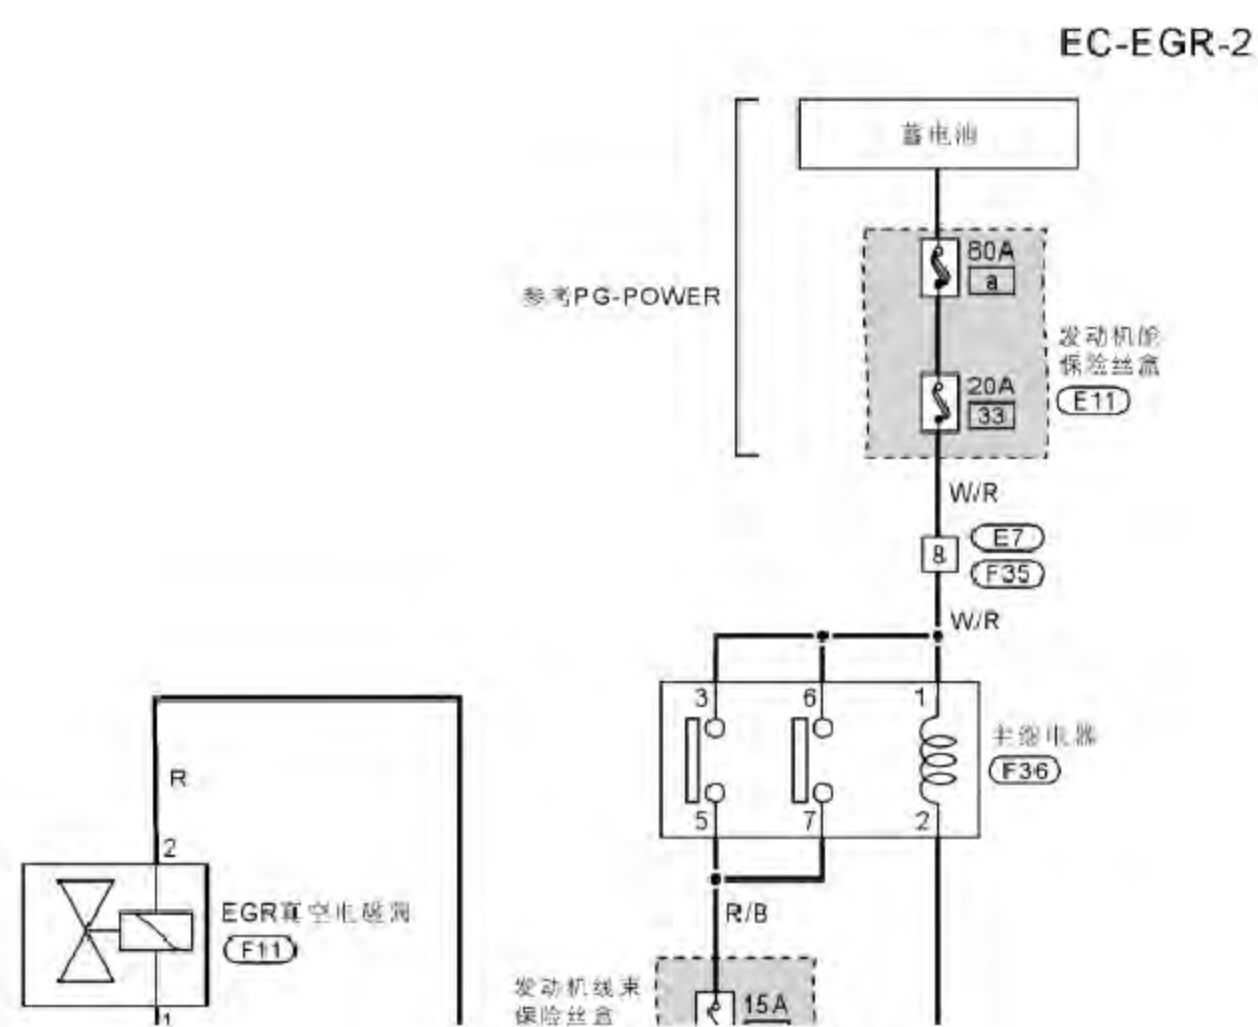 EC-EGR-2
蓄电池
80A
a
参考PG-POWER
发动机舱
保险丝盒
E11
20A
33
W/R
8
E7
F35
W/R
3
6
1
主继电器
F36
R
5
7
2
2
R/B
EGR真空电磁阀
F11
发动机线束
保险丝盒
15A
1